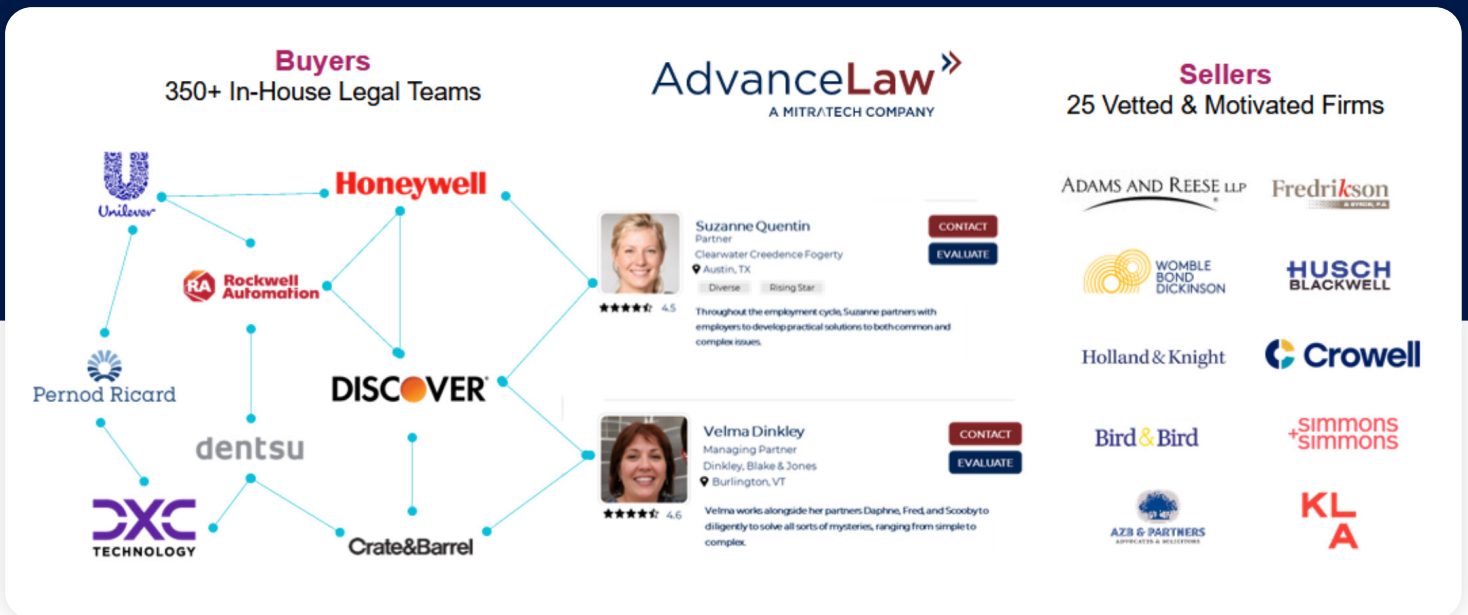 Buyers
350+ In-House Legal Teams
AdvanceLaw
A MITRATECH COMPANY
Sellers
25 Vetted & Motivated Firms
Unilever
Honeywell
RA
Rockwell
Automation
Pernod Ricard
DISCOVER
dentsu
DXC
TECHNOLOGY
Crate&Barrel
Suzanne Quentin
Partner
Clearwater Creedence Fogerty
Austin, TX
Diverse Rising Star
4.5
Throughout the employment cycle, Suzanne partners with
employers to develop practical solutions to both common and
complex issues.
CONTACT
EVALUATE
Velma Dinkley
Managing Partner
Dinkley, Blake & Jones
Burlington, VT
4.6
Velma works alongside her partners Daphne, Fred, and Scooby to
diligently to solve all sorts of mysteries, ranging from simple to
complex.
CONTACT
EVALUATE
ADAMS AND REESE LLP
Fredrikson
& BYRON, P.A.
WOMBLE
BOND
DICKINSON
HUSCH
BLACKWELL
Holland & Knight
Crowell
Bird & Bird
simmons
+simmons
AZB & PARTNERS
ADVOCATES & SOLICITORS
KL
A